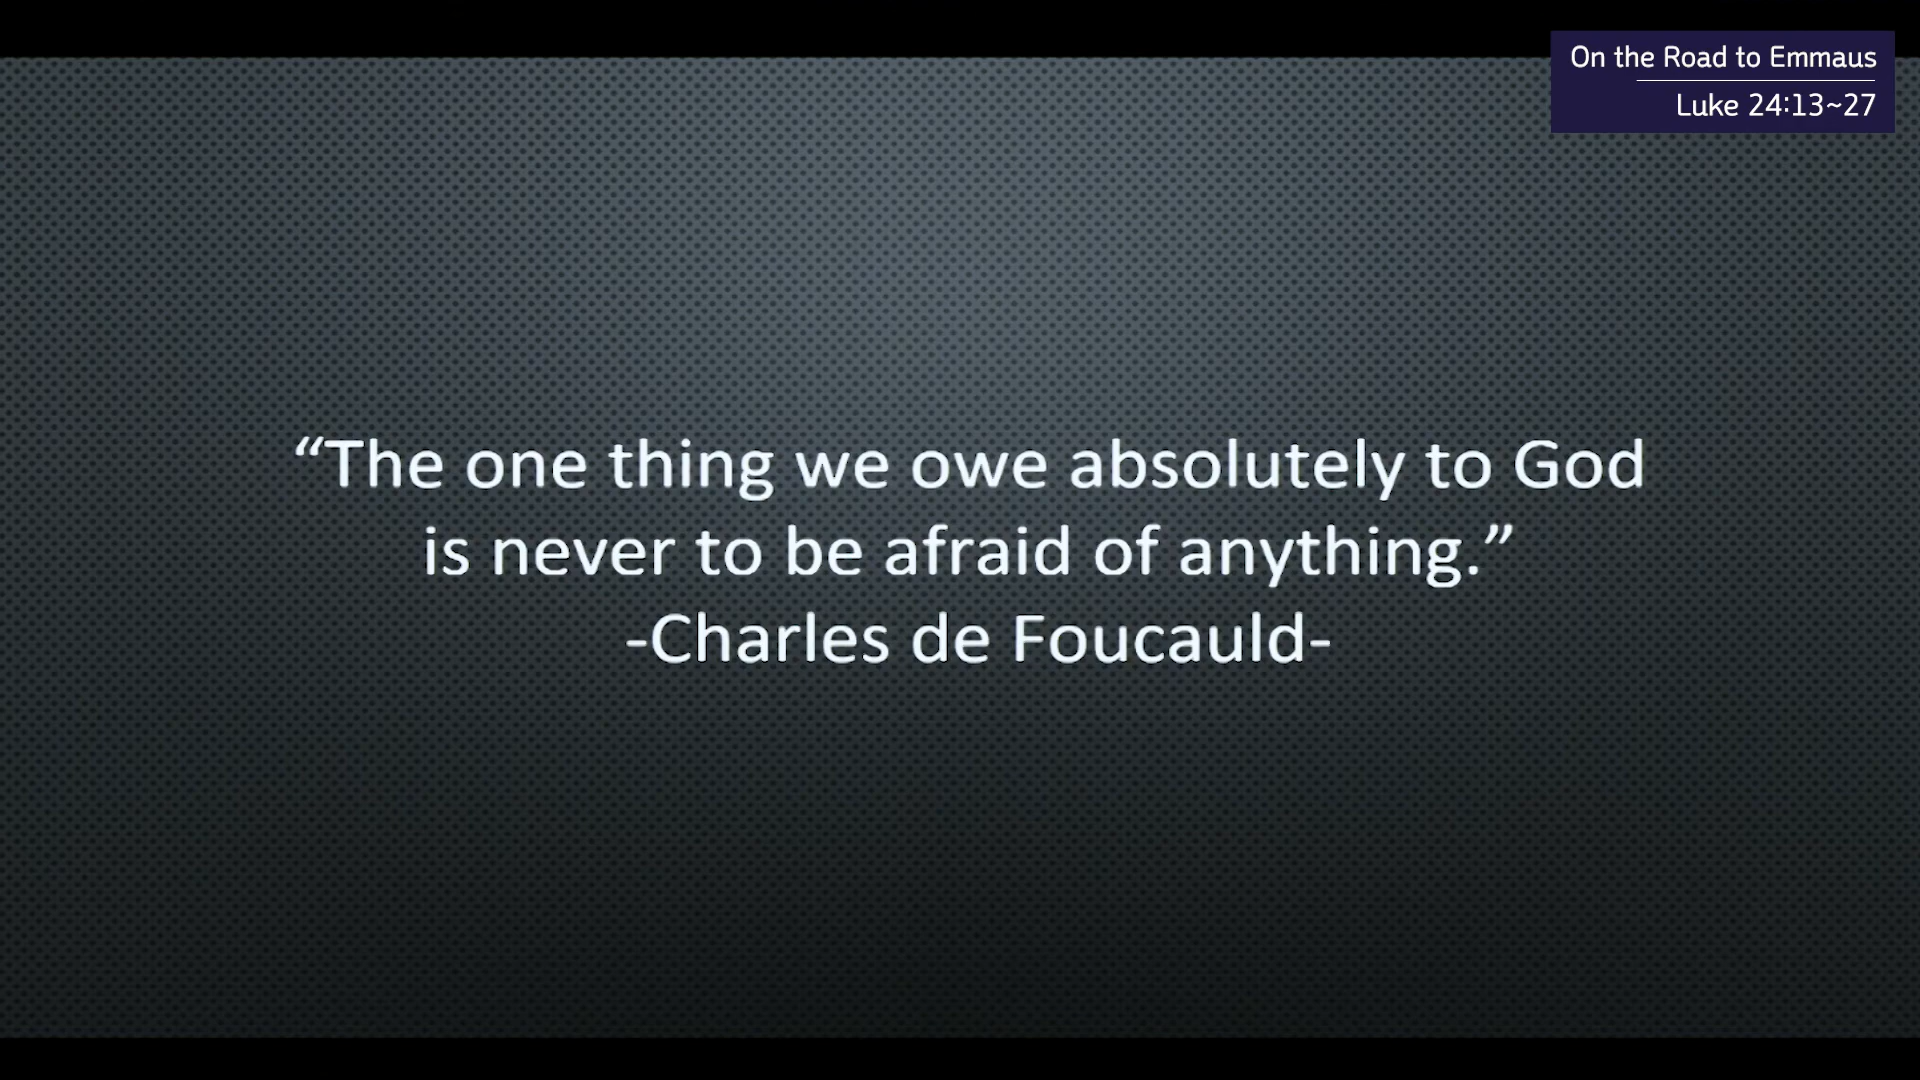 On the Road to Emmaus
Luke 24:13~27
“The one thing we owe absolutely to God
is never to be afraid of anything.”
-Charles de Foucauld-